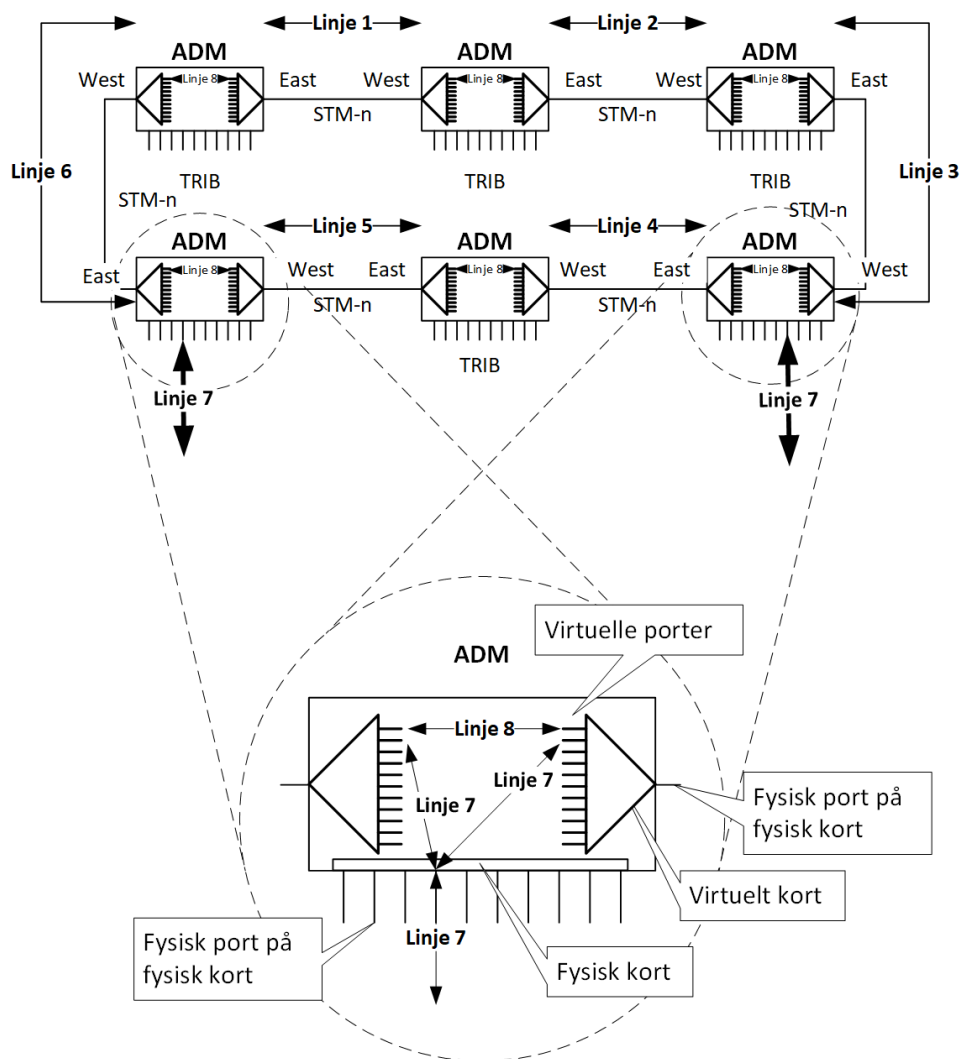 Linje 1
Linje 2
ADM
ADM
ADM
West
Linje 8
East
West
Linje 8
East
West
Linje 8
East
STM-n
STM-n
Linje 6
TRIB
TRIB
TRIB
Linje 3
STM-n
STM-n
Linje 5
Linje 4
ADM
ADM
ADM
East
Linje 8
West
East
Linje 8
West
East
Linje 8
West
STM-n
STM-n
TRIB
Linje 7
Linje 7
Virtuelle porter
ADM
Linje 8
Linje 7
Linje 7
Fysisk port på
fysisk kort
Virtuelt kort
Linje 7
Fysisk port på
fysisk kort
Fysisk kort